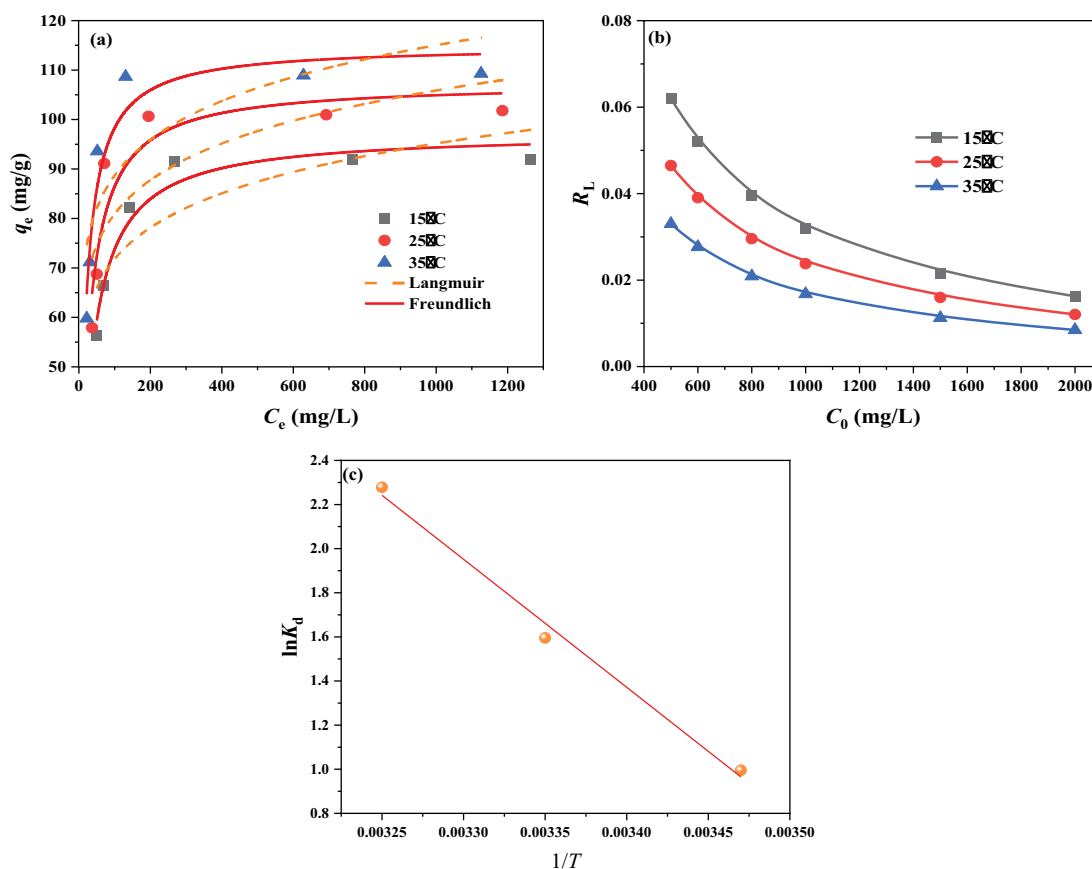 (a)
120
110
100
90
80
70
60
50
qe (mg/g)
15�C
25�C
35�C
Langmuir
Freundlich
0 200 400 600 800 1000 1200
Ce (mg/L)
(b)
0.08
0.06
0.04
0.02
0.00
RL
15�C
25�C
35�C
400 600 800 1000 1200 1400 1600 1800 2000
C0 (mg/L)
(c)
2.4
2.2
2.0
1.8
1.6
1.4
1.2
1.0
0.8
lnKd
0.00325 0.00330 0.00335 0.00340 0.00345 0.00350
1/T